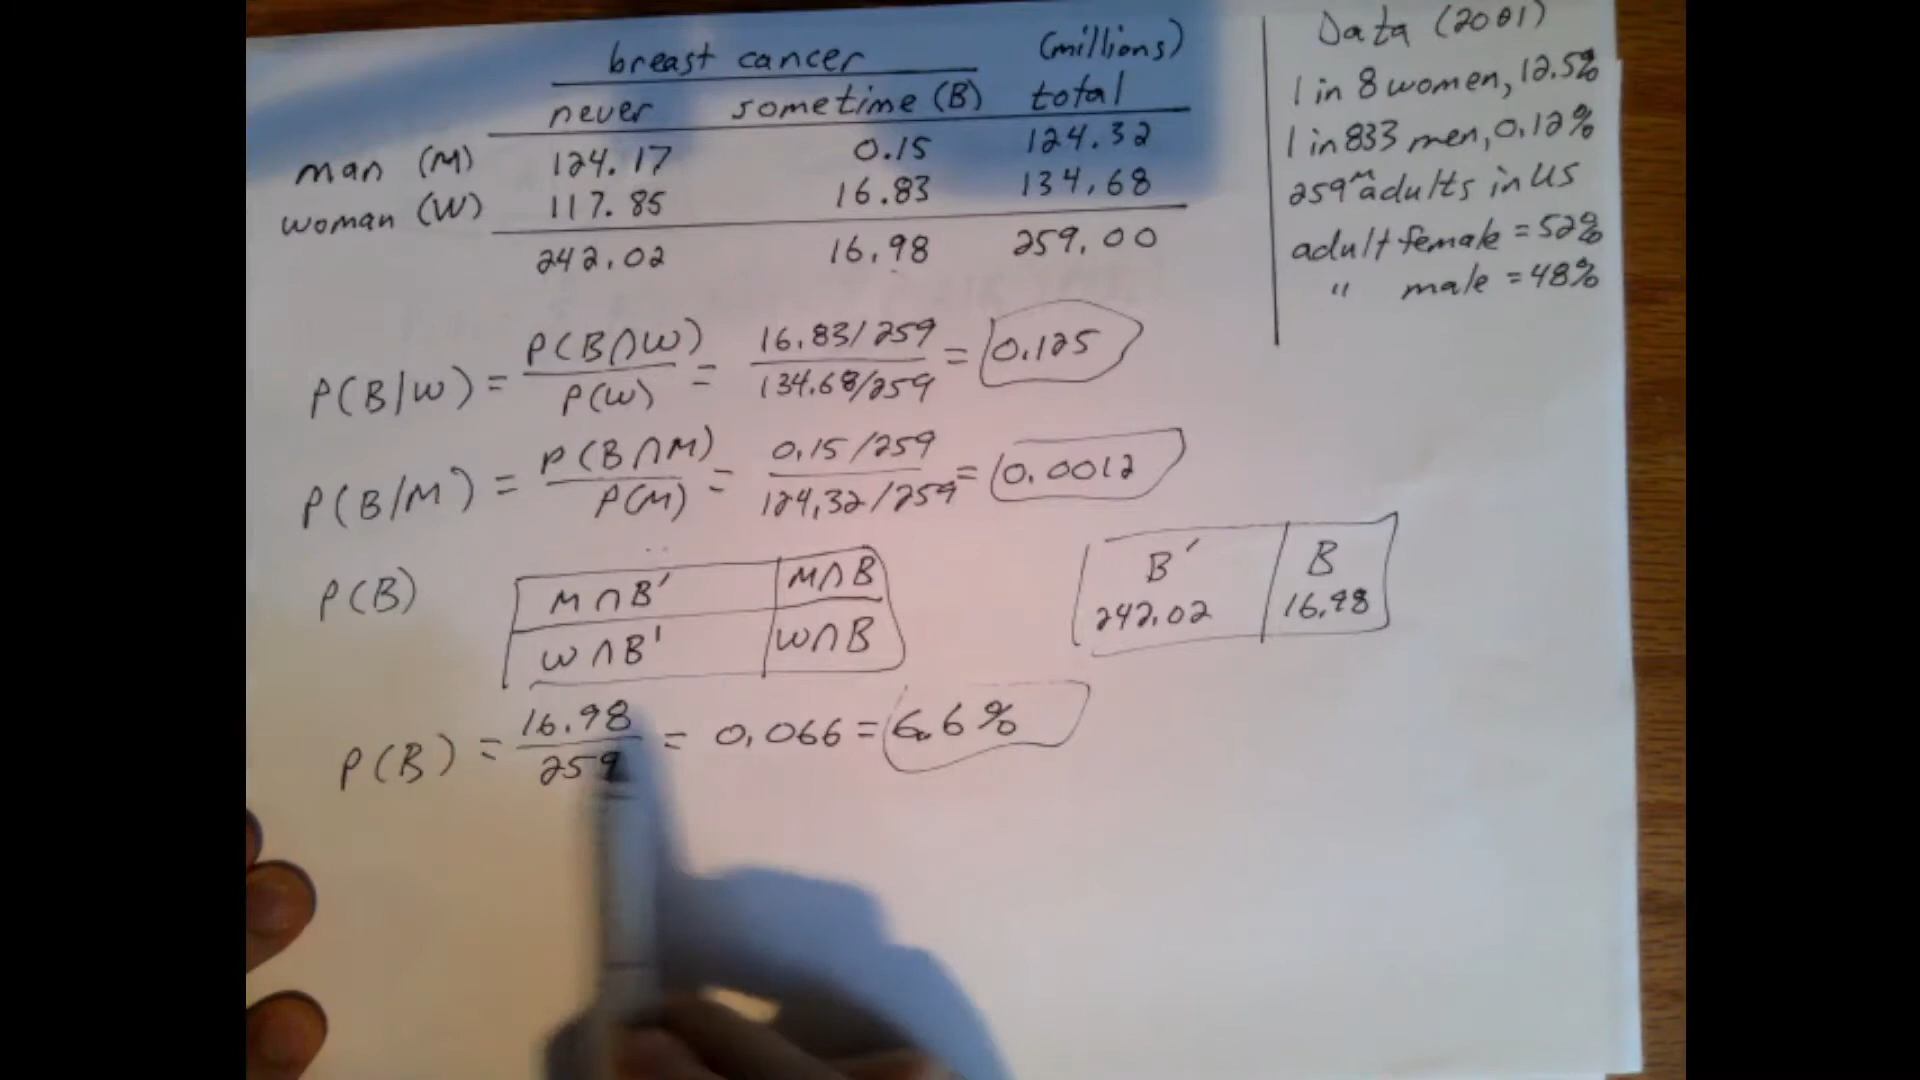 breast cancer (millions)
never sometime (B) total
man (M) 124.17 0.15 124.32
woman (W) 117.85 16.83 134.68
242.02 16.98 259.00
Data (2001)
1 in 8 women, 12.5%
1 in 833 men, 0.12%
259M adults in US
adult female = 52%
" male = 48%
P(B/W) = P(B∩W) / P(W) = 16.83/259 / 134.68/259 = 0.125
P(B/M) = P(B∩M) / P(M) = 0.15/259 / 124.32/259 = 0.0012
P(B)
M∩B' M∩B
W∩B' W∩B
B' B
242.02 16.98
P(B) = 16.98 / 259 = 0.066 = 6.6%